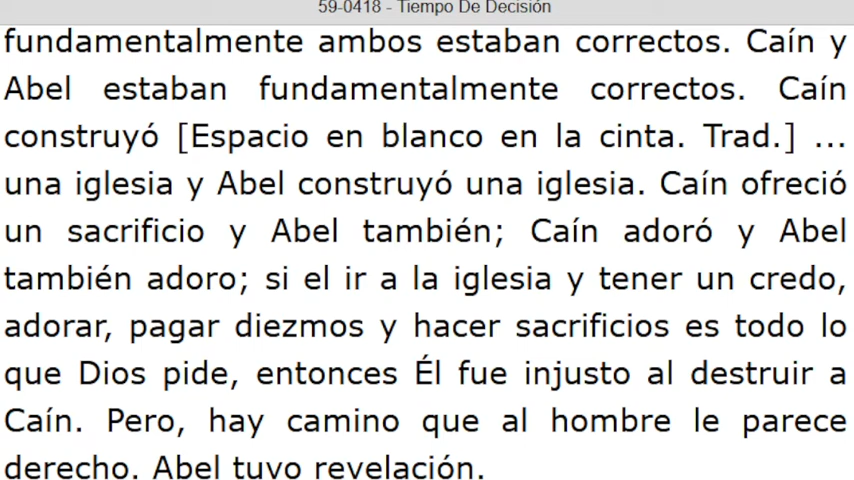 59-0418 - Tiempo De Decisión
fundamentalmente ambos estaban correctos. Caín y
Abel estaban fundamentalmente correctos. Caín
construyó [Espacio en blanco en la cinta. Trad.] ...
una iglesia y Abel construyó una iglesia. Caín ofreció
un sacrificio y Abel también; Caín adoró y Abel
también adoro; si el ir a la iglesia y tener un credo,
adorar, pagar diezmos y hacer sacrificios es todo lo
que Dios pide, entonces Él fue injusto al destruir a
Caín. Pero, hay camino que al hombre le parece
derecho. Abel tuvo revelación.